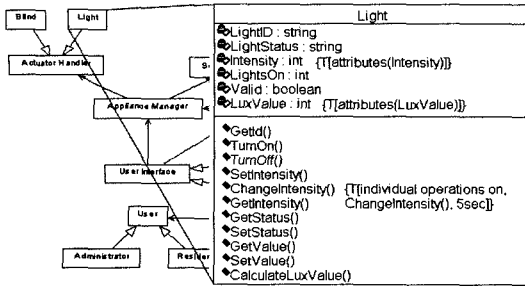 Blind
Light
Actuator Handler
Appliance Manager
User Interface
User
Administrator
Light
LightID : string
LightStatus : string
Intensity : int {T[attributes(Intensity)]}
LightsOn : int
Valid : boolean
LuxValue : int {T[attributes(LuxValue)]}
GetId()
TurnOn()
TurnOff()
SetIntensity()
ChangeIntensity() {T[individual operations on,
GetIntensity() ChangeIntensity(), 5sec]}
GetStatus()
SetStatus()
GetValue()
SetValue()
CalculateLuxValue()